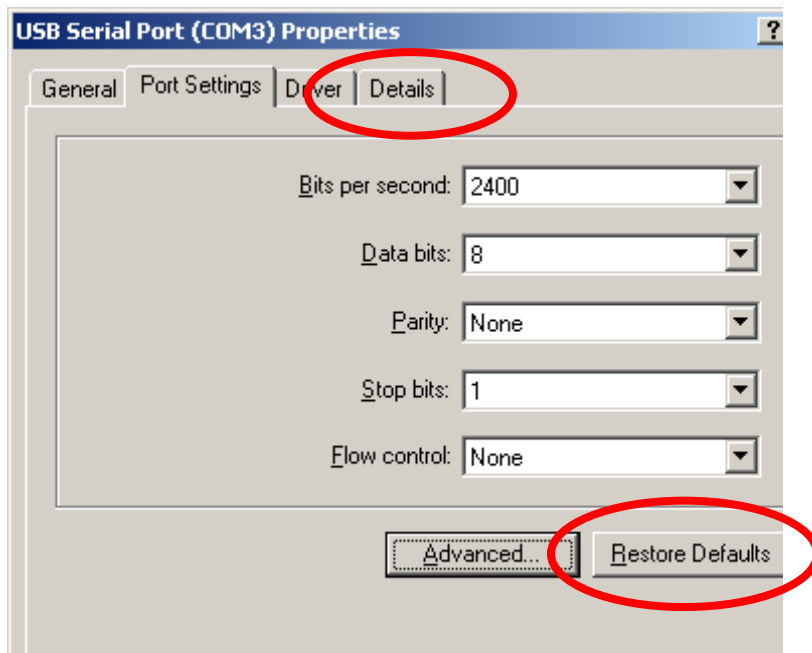 USB Serial Port (COM3) Properties ?
General Port Settings Driver Details
Bits per second: 2400
Data bits: 8
Parity: None
Stop bits: 1
Flow control: None
Advanced... Restore Defaults